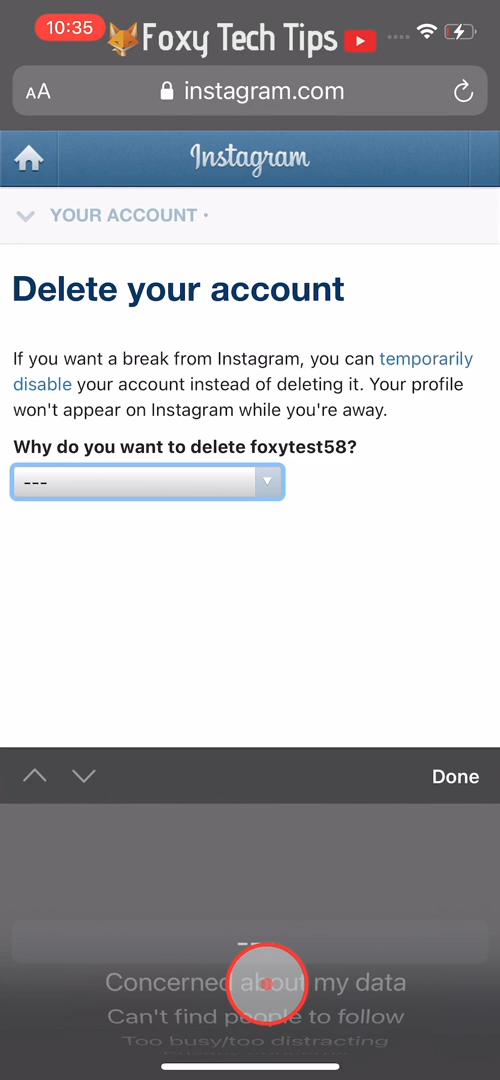 10:35
Foxy Tech Tips
AA instagram.com
Instagram
YOUR ACCOUNT •
Delete your account
If you want a break from Instagram, you can temporarily
disable your account instead of deleting it. Your profile
won't appear on Instagram while you're away.
Why do you want to delete foxytest58?
---
Done
---
Concerned about my data
Can't find people to follow
Too busy/too distracting